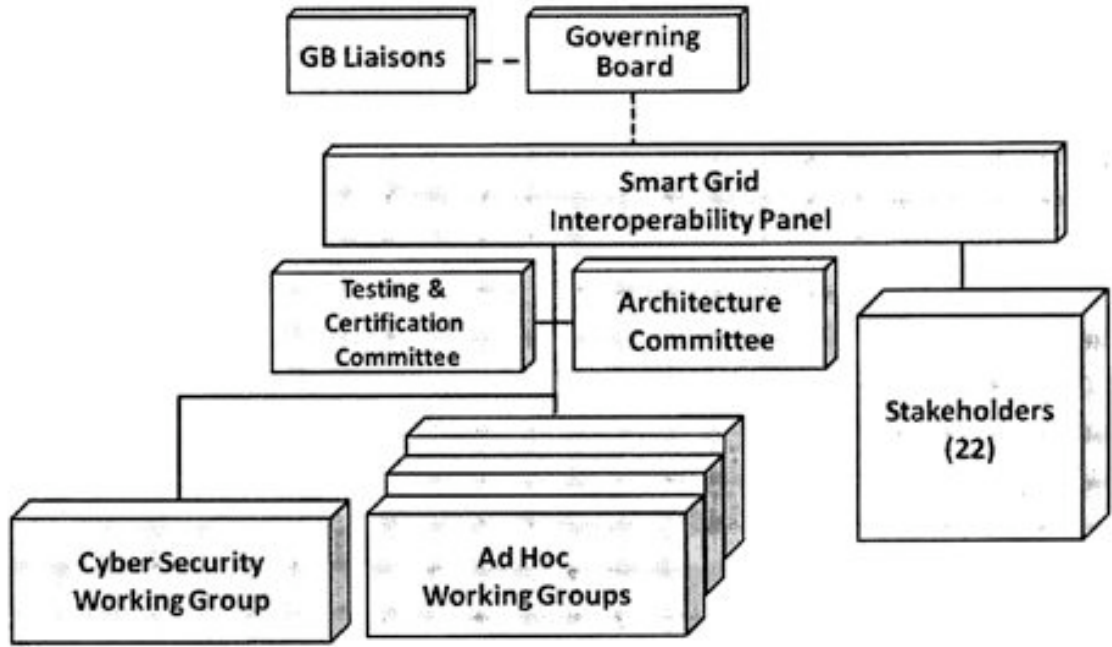 GB Liaisons
Governing
Board
Smart Grid
Interoperability Panel
Testing &
Certification
Committee
Architecture
Committee
Stakeholders
(22)
Cyber Security
Working Group
Ad Hoc
Working Groups